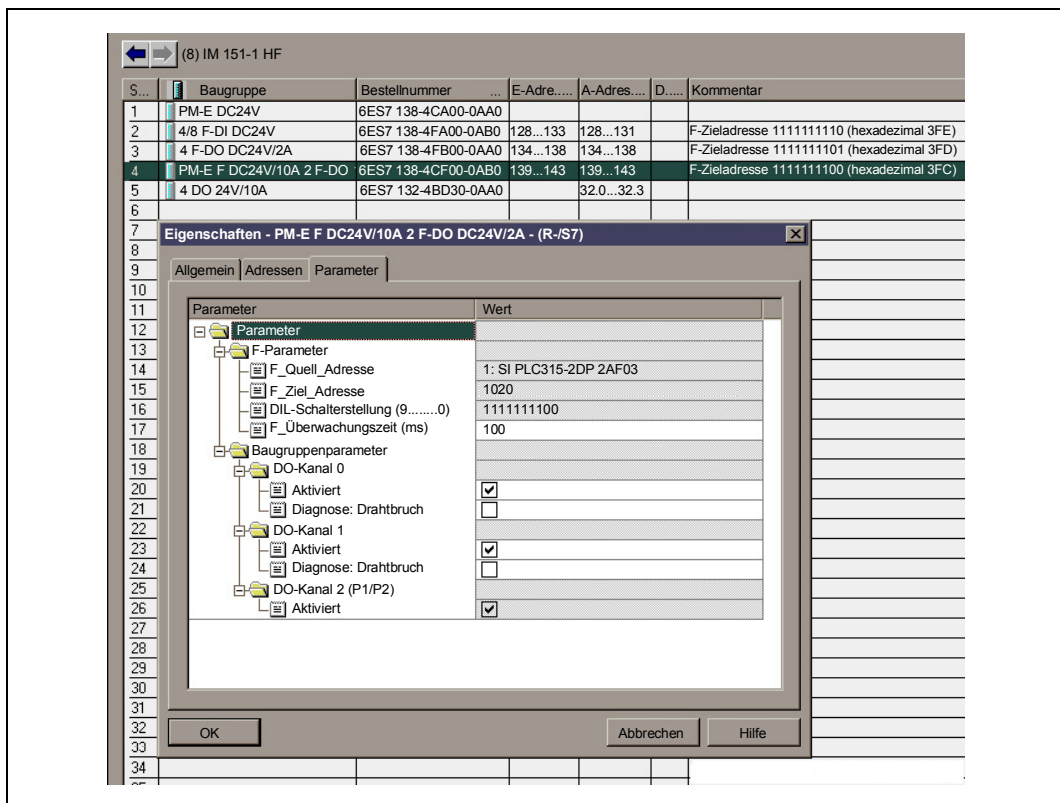 (8) IM 151-1 HF
S... Baugruppe Bestellnummer ... E-Adre..... A-Adres.... D..... Kommentar
1 PM-E DC24V 6ES7 138-4CA00-0AA0
2 4/8 F-DI DC24V 6ES7 138-4FA00-0AB0 128...133 128...131 F-Zieladresse 1111111110 (hexadezimal 3FE)
3 4 F-DO DC24V/2A 6ES7 138-4FB00-0AA0 134...138 134...138 F-Zieladresse 1111111101 (hexadezimal 3FD)
4 PM-E F DC24V/10A 2 F-DO 6ES7 138-4CF00-0AB0 139...143 139...143 F-Zieladresse 1111111100 (hexadezimal 3FC)
5 4 DO 24V/10A 6ES7 132-4BD30-0AA0 32.0...32.3
6
7
8
9
10
11
12
13
14
15
16
17
18
19
20
21
22
23
24
25
26
27
28
29
30
31
32
33
34
Eigenschaften - PM-E F DC24V/10A 2 F-DO DC24V/2A - (R-/S7)
Allgemein Adressen Parameter
Parameter Wert
Parameter
F-Parameter
F_Quell_Adresse 1: SI PLC315-2DP 2AF03
F_Ziel_Adresse 1020
DIL-Schalterstellung (9........0) 1111111100
F_Überwachungszeit (ms) 100
Baugruppenparameter
DO-Kanal 0
Aktiviert
Diagnose: Drahtbruch
DO-Kanal 1
Aktiviert
Diagnose: Drahtbruch
DO-Kanal 2 (P1/P2)
Aktiviert
OK Abbrechen Hilfe